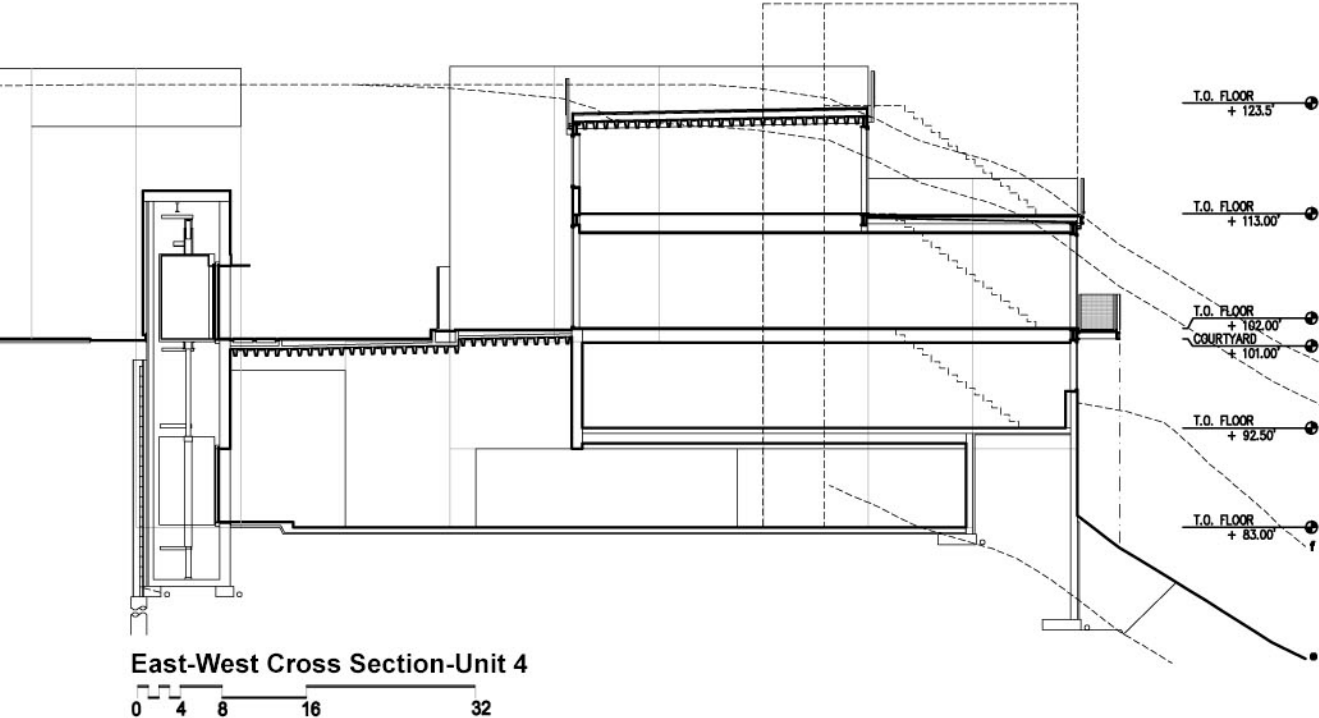 T.O. FLOOR
+ 123.5'
T.O. FLOOR
+ 113.00'
T.O. FLOOR
+ 102.00'
COURTYARD
+ 101.00'
T.O. FLOOR
+ 92.50'
T.O. FLOOR
+ 83.00'
f
East-West Cross Section-Unit 4
0 4 8 16 32